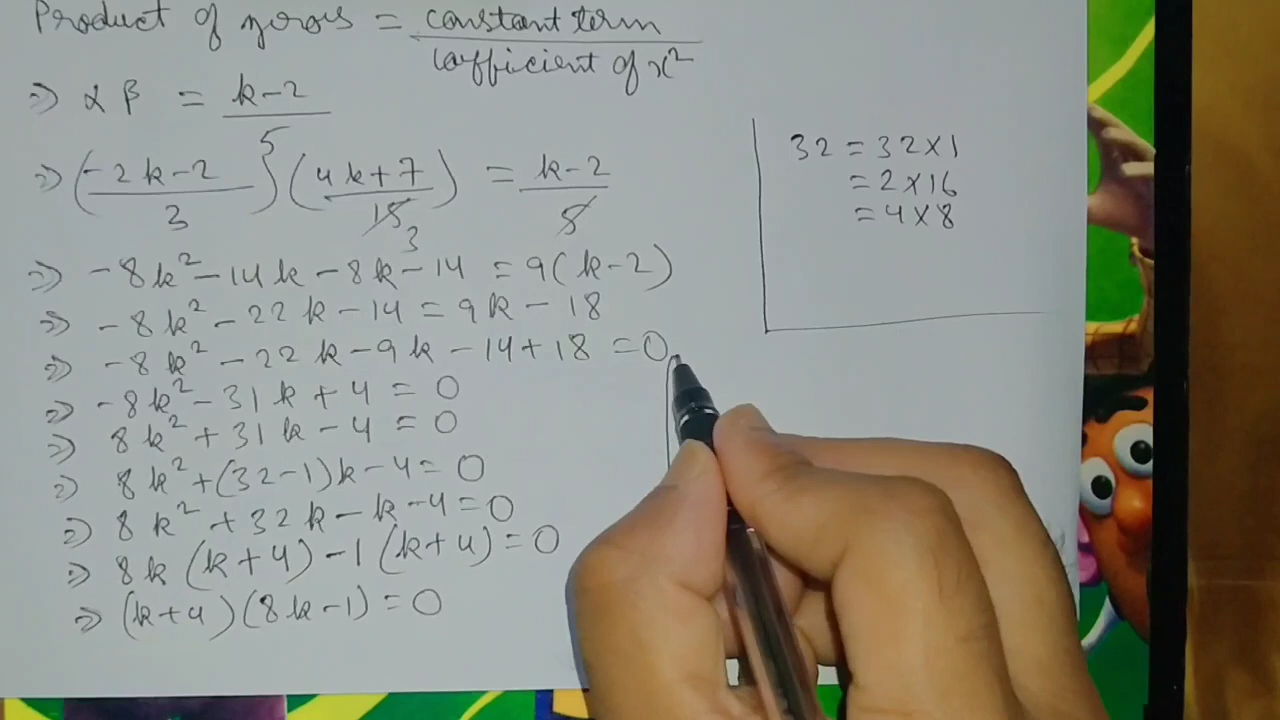 Product of zeroes = constant term / coefficient of x²
⇒ α β = k-2 / 5
⇒ (-2k-2 / 3) (4k+7 / 15 3) = k-2 / 5
⇒ -8k² - 14k - 8k - 14 = 9(k-2)
⇒ -8k² - 22k - 14 = 9k - 18
⇒ -8k² - 22k - 9k - 14 + 18 = 0
⇒ -8k² - 31k + 4 = 0
⇒ 8k² + 31k - 4 = 0
⇒ 8k² + (32-1)k - 4 = 0
⇒ 8k² + 32k - k - 4 = 0
⇒ 8k (k+4) - 1 (k+4) = 0
⇒ (k+4) (8k-1) = 0
32 = 32×1
= 2×16
= 4×8